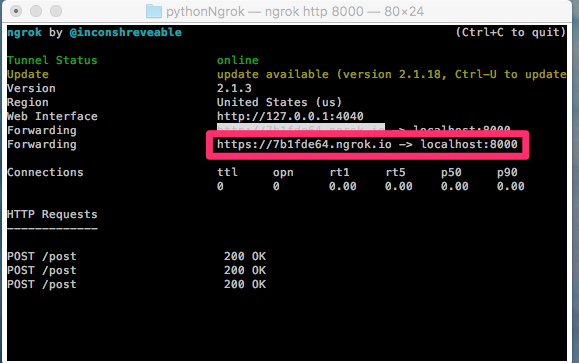 pythonNgrok — ngrok http 8000 — 80×24
ngrok by @inconshreveable (Ctrl+C to quit)
Tunnel Status online
Update update available (version 2.1.18, Ctrl-U to update
Version 2.1.3
Region United States (us)
Web Interface http://127.0.0.1:4040
Forwarding http://7b1fde64.ngrok.io -> localhost:8000
Forwarding https://7b1fde64.ngrok.io -> localhost:8000
Connections ttl opn rt1 rt5 p50 p90
0 0 0.00 0.00 0.00 0.00
HTTP Requests
-------------
POST /post 200 OK
POST /post 200 OK
POST /post 200 OK